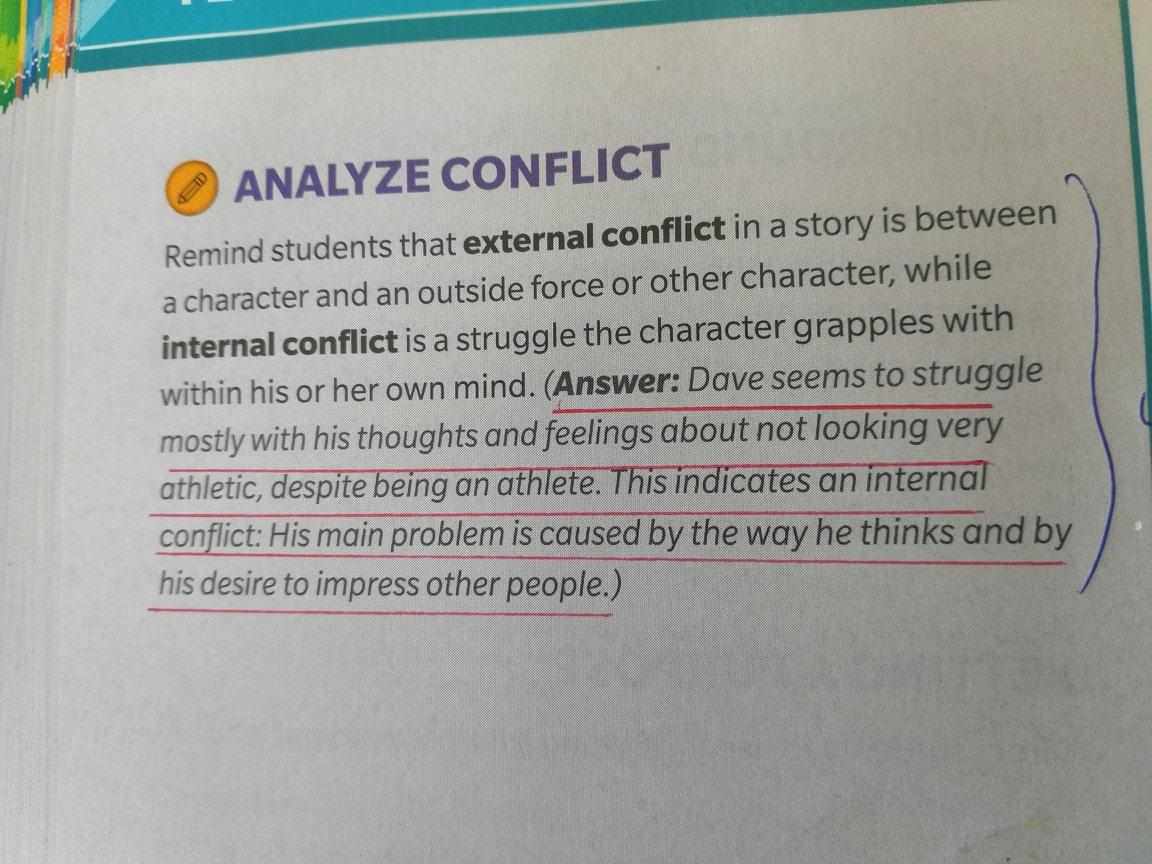 ANALYZE CONFLICT
Remind students that external conflict in a story is between
a character and an outside force or other character, while
internal conflict is a struggle the character grapples with
within his or her own mind. (Answer: Dave seems to struggle
mostly with his thoughts and feelings about not looking very
athletic, despite being an athlete. This indicates an internal
conflict: His main problem is caused by the way he thinks and by
his desire to impress other people.)